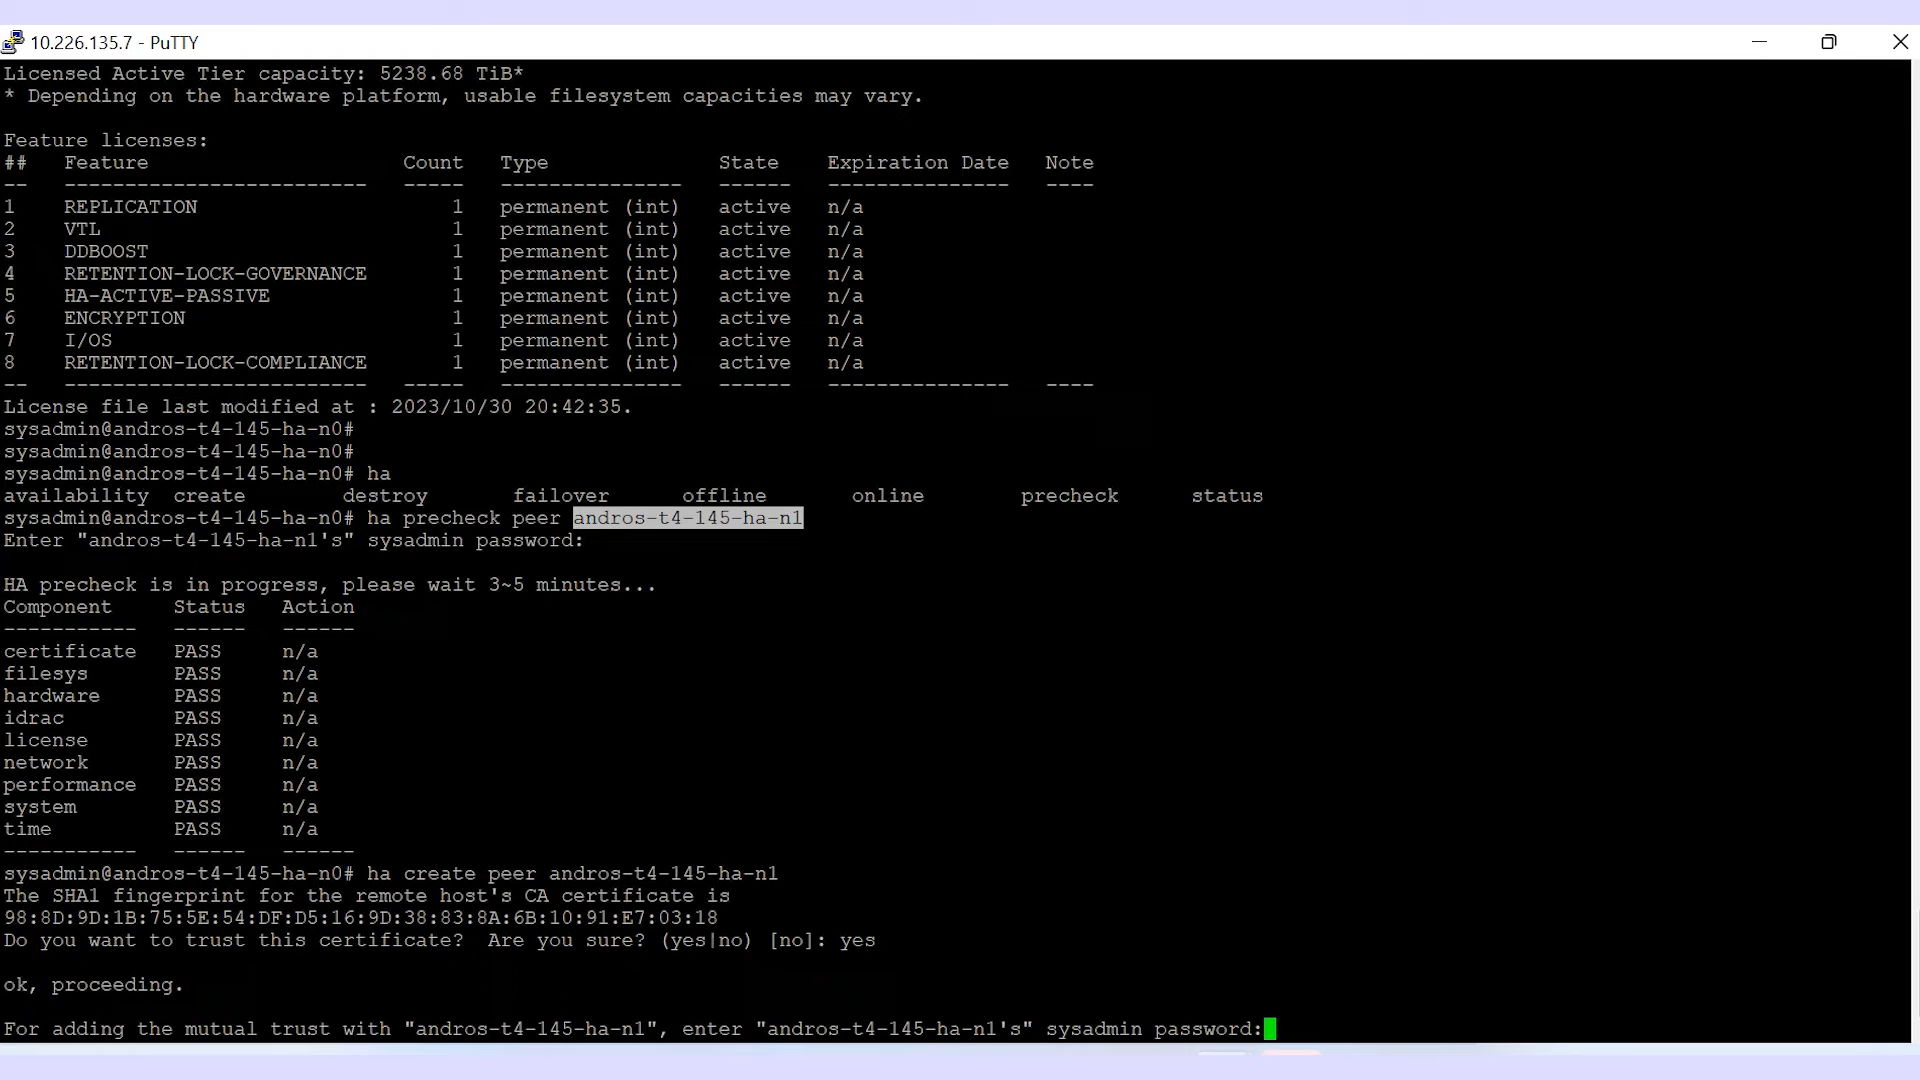 10.226.135.7 - PuTTY
Licensed Active Tier capacity: 5238.68 TiB*
* Depending on the hardware platform, usable filesystem capacities may vary.
Feature licenses:
##   Feature                     Count   Type              State    Expiration Date   Note
--   -------------------------   -----   ---------------   ------   ---------------   ----
1    REPLICATION                     1   permanent (int)   active   n/a
2    VTL                             1   permanent (int)   active   n/a
3    DDBOOST                         1   permanent (int)   active   n/a
4    RETENTION-LOCK-GOVERNANCE       1   permanent (int)   active   n/a
5    HA-ACTIVE-PASSIVE               1   permanent (int)   active   n/a
6    ENCRYPTION                      1   permanent (int)   active   n/a
7    I/OS                            1   permanent (int)   active   n/a
8    RETENTION-LOCK-COMPLIANCE       1   permanent (int)   active   n/a
--   -------------------------   -----   ---------------   ------   ---------------   ----
License file last modified at : 2023/10/30 20:42:35.
sysadmin@andros-t4-145-ha-n0#
sysadmin@andros-t4-145-ha-n0#
sysadmin@andros-t4-145-ha-n0# ha
availability  create        destroy       failover      offline       online        precheck      status
sysadmin@andros-t4-145-ha-n0# ha precheck peer andros-t4-145-ha-n1
Enter "andros-t4-145-ha-n1's" sysadmin password:
HA precheck is in progress, please wait 3~5 minutes...
Component     Status   Action
-----------   ------   ------
certificate   PASS     n/a
filesys       PASS     n/a
hardware      PASS     n/a
idrac         PASS     n/a
license       PASS     n/a
network       PASS     n/a
performance   PASS     n/a
system        PASS     n/a
time          PASS     n/a
-----------   ------   ------
sysadmin@andros-t4-145-ha-n0# ha create peer andros-t4-145-ha-n1
The SHA1 fingerprint for the remote host's CA certificate is
98:8D:9D:1B:75:5E:54:DF:D5:16:9D:38:83:8A:6B:10:91:E7:03:18
Do you want to trust this certificate?  Are you sure? (yes|no) [no]: yes
ok, proceeding.
For adding the mutual trust with "andros-t4-145-ha-n1", enter "andros-t4-145-ha-n1's" sysadmin password: